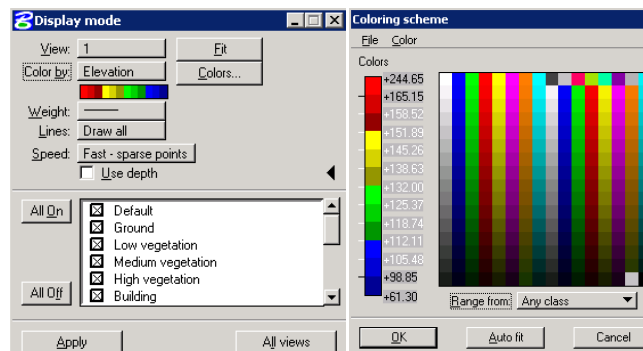 Display mode
View: 1 Fit
Color by: Elevation Colors...
Weight:
Lines: Draw all
Speed: Fast - sparse points
Use depth
All On
Default
Ground
Low vegetation
Medium vegetation
High vegetation
All Off
Building
Apply All views
Coloring scheme
File Color
Colors
+244.65
+165.15
+158.52
+151.89
+145.26
+138.63
+132.00
+125.37
+118.74
+112.11
+105.48
+98.85
+61.30
Range from: Any class
OK Auto fit Cancel